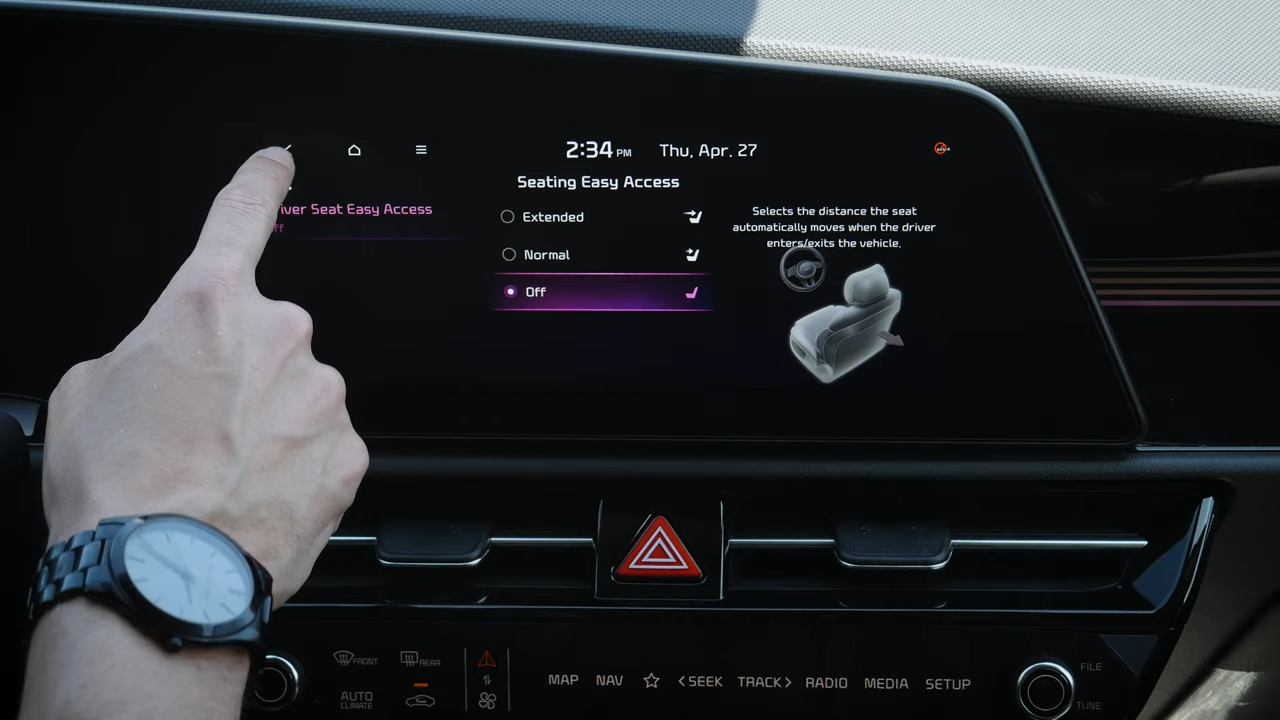 2:34 PM Thu, Apr. 27
Seating Easy Access
iver Seat Easy Access
ff
Extended
Normal
Off
Selects the distance the seat
automatically moves when the driver
enters/exits the vehicle.
FRONT
REAR
AUTO
CLIMATE
MAP NAV < SEEK TRACK > RADIO MEDIA SETUP
FILE
TUNE